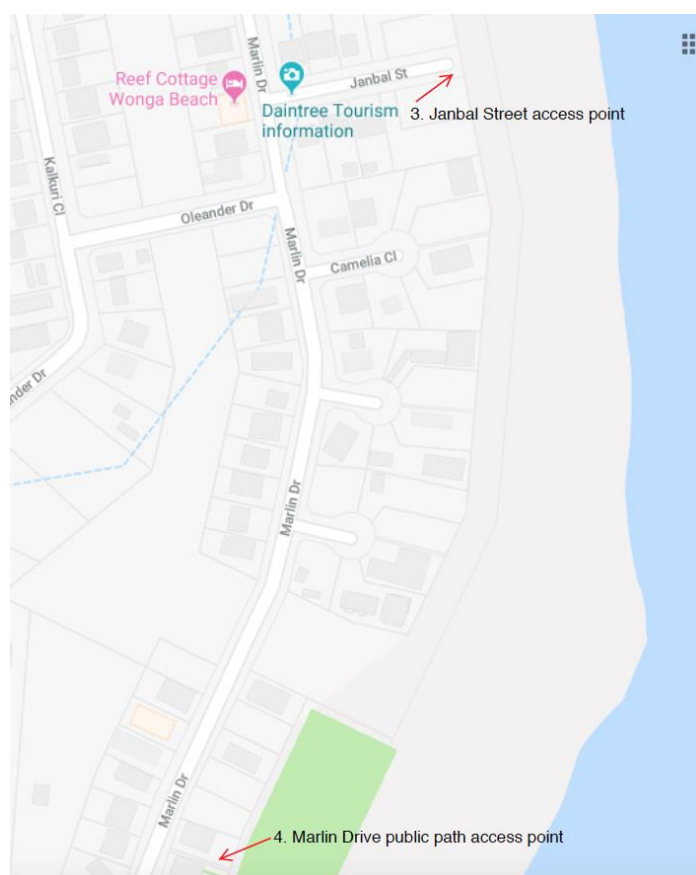 Marlin Dr
Reef Cottage
Wonga Beach
Janbal St
Daintree Tourism
information
3. Janbal Street access point
Kalkuri Cl
Oleander Dr
Marlin Dr
Camelia Cl
nder Dr
Marlin Dr
Marlin Dr
4. Marlin Drive public path access point